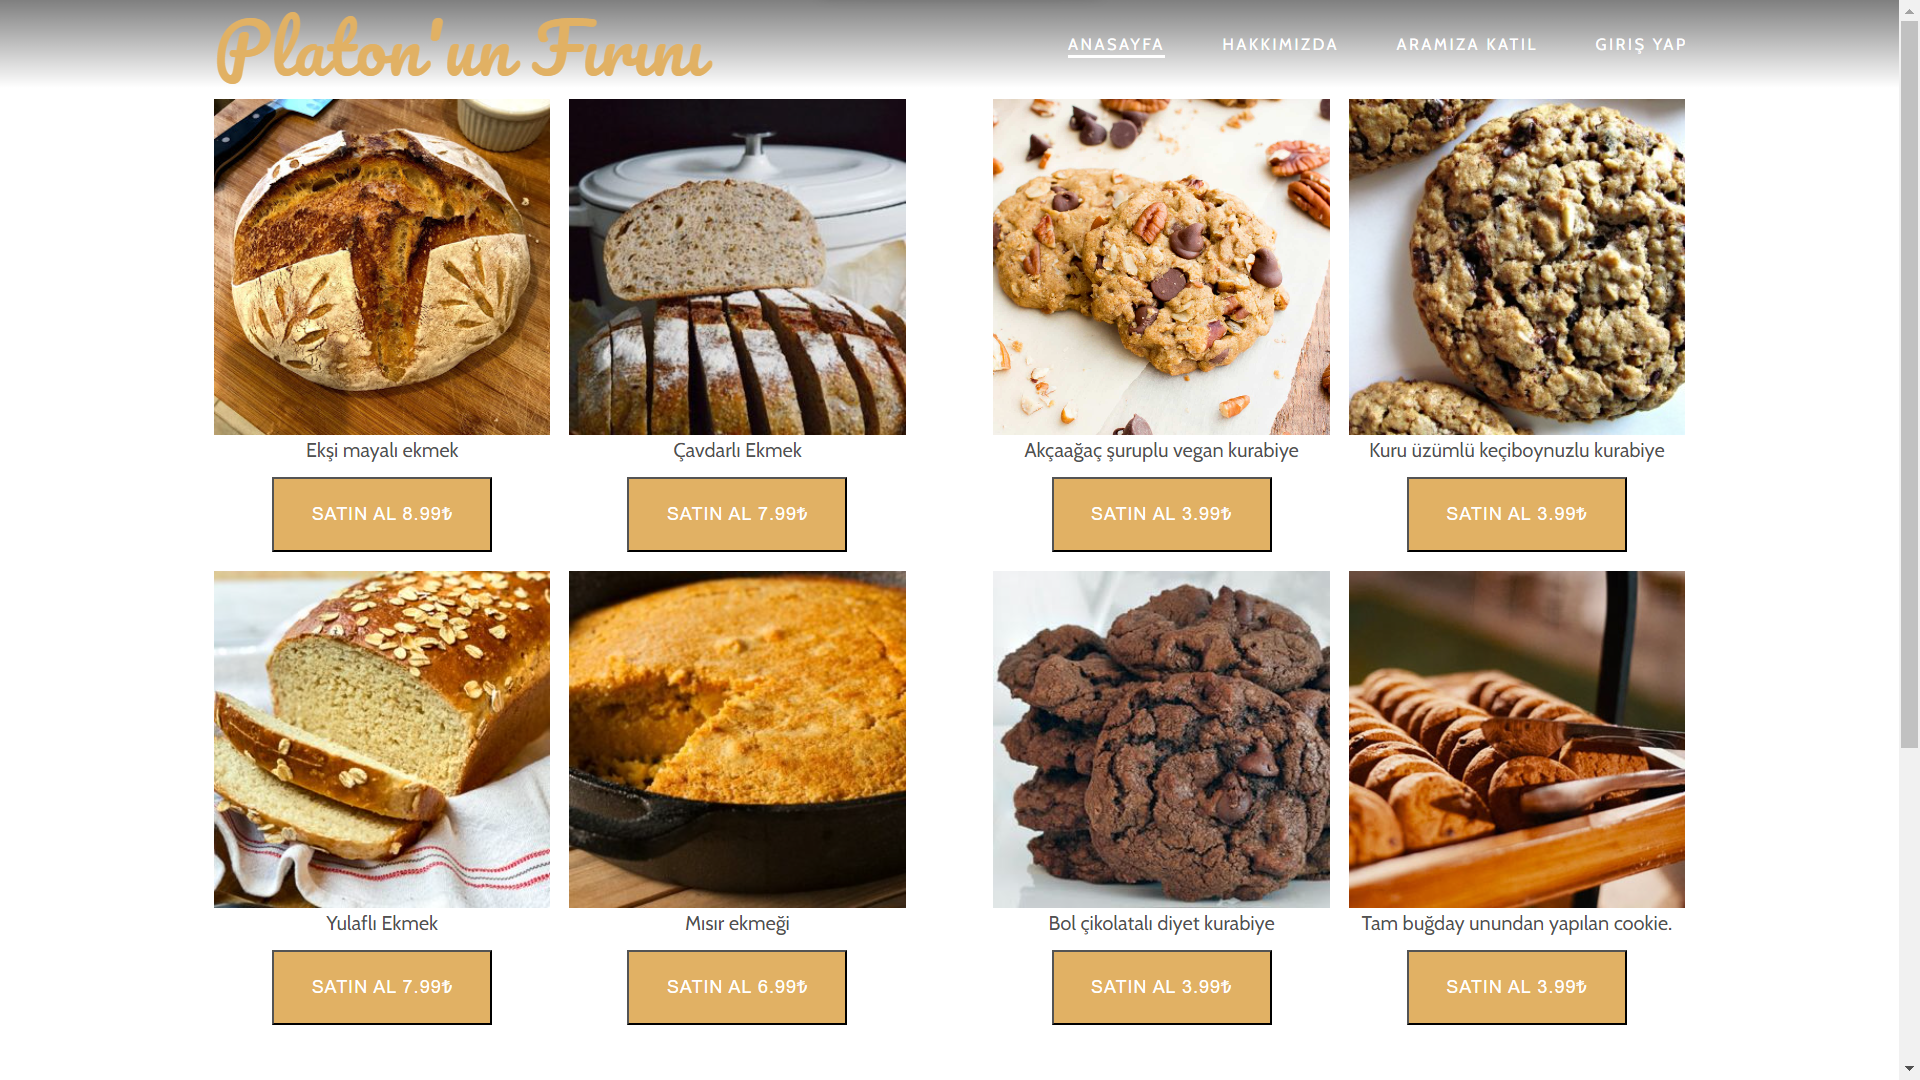 Platon'un Fırını
ANASAYFA
HAKKIMIZDA
ARAMIZA KATIL
GIRIŞ YAP
Ekşi mayalı ekmek
Çavdarlı Ekmek
Akçaağaç şuruplu vegan kurabiye
Kuru üzümlü keçiboynuzlu kurabiye
SATIN AL 8.99₺
SATIN AL 7.99₺
SATIN AL 3.99₺
SATIN AL 3.99₺
Yulaflı Ekmek
Mısır ekmeği
Bol çikolatalı diyet kurabiye
Tam buğday unundan yapılan cookie.
SATIN AL 7.99₺
SATIN AL 6.99₺
SATIN AL 3.99₺
SATIN AL 3.99₺